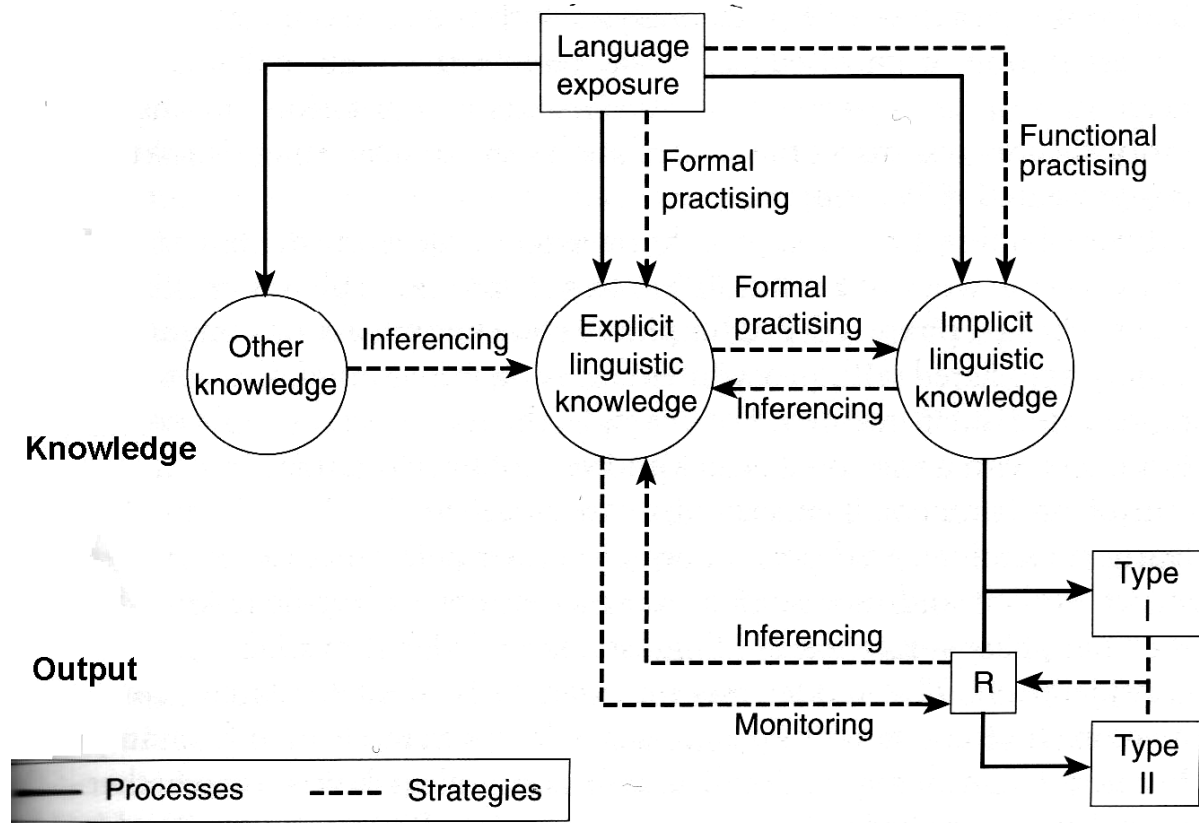 Language
exposure
Functional
practising
Formal
practising
Other
knowledge
Inferencing
Explicit
linguistic
knowledge
Formal
practising
Inferencing
Implicit
linguistic
knowledge
Knowledge
Type
I
Inferencing
Output
R
Monitoring
Type
II
Processes
Strategies